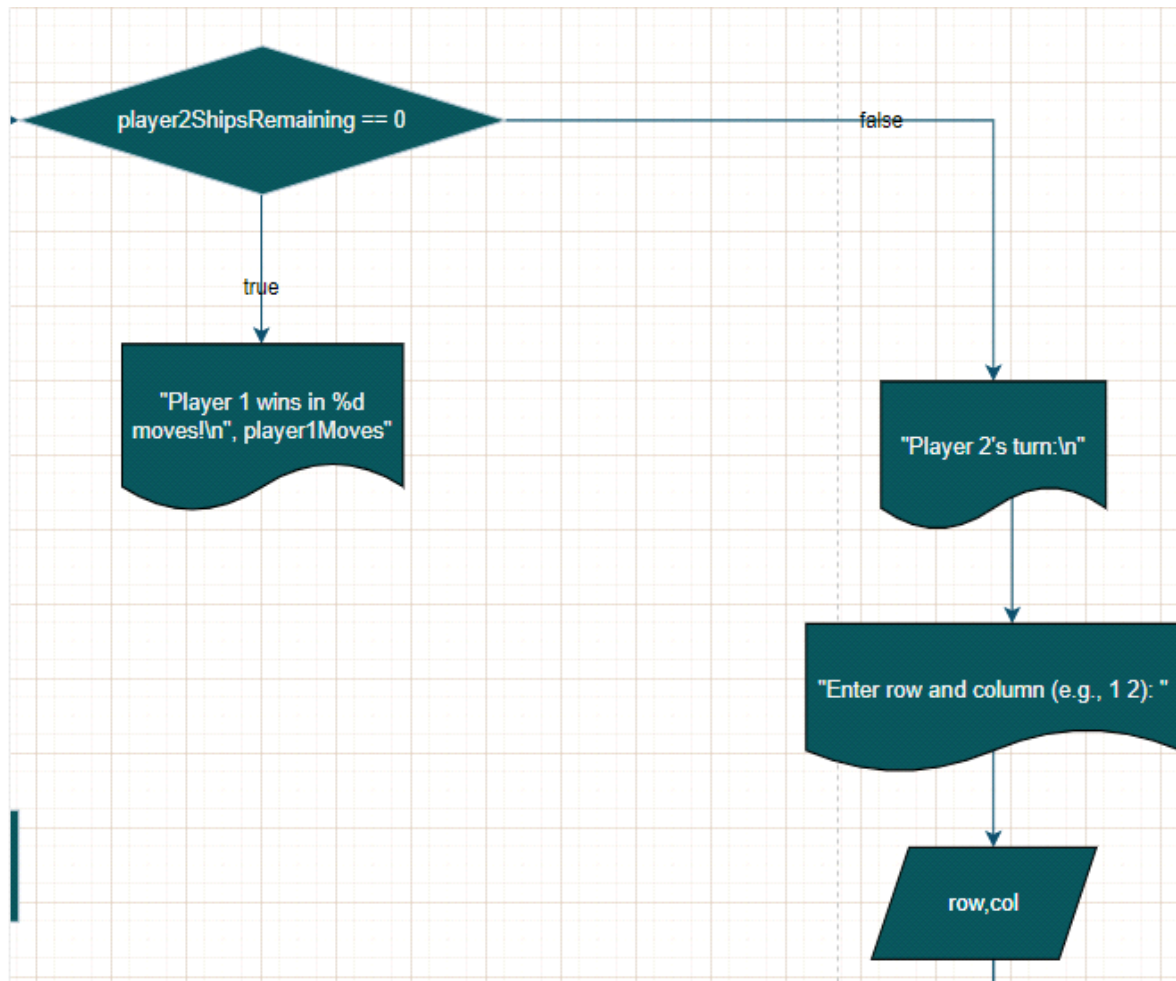 player2ShipsRemaining == 0
false
true
"Player 1 wins in %d
moves!\n", player1Moves"
"Player 2's turn:\n"
"Enter row and column (e.g., 1 2): "
row,col